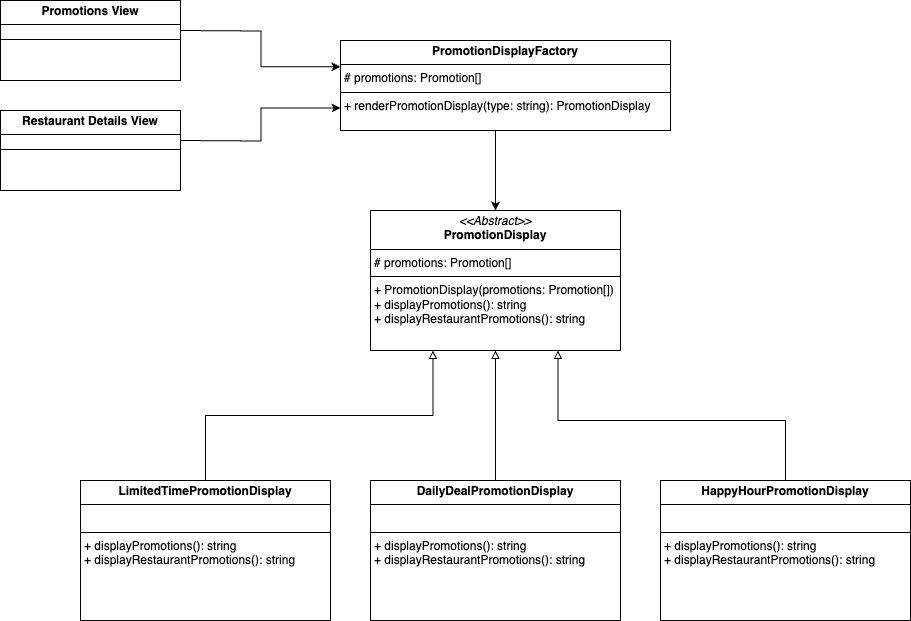 Promotions View
PromotionDisplayFactory
# promotions: Promotion[]
+ renderPromotionDisplay(type: string): PromotionDisplay
Restaurant Details View
<<Abstract>>
PromotionDisplay
# promotions: Promotion[]
+ PromotionDisplay(promotions: Promotion[])
+ displayPromotions(): string
+ displayRestaurantPromotions(): string
LimitedTimePromotionDisplay
+ displayPromotions(): string
+ displayRestaurantPromotions(): string
DailyDealPromotionDisplay
+ displayPromotions(): string
+ displayRestaurantPromotions(): string
HappyHourPromotionDisplay
+ displayPromotions(): string
+ displayRestaurantPromotions(): string